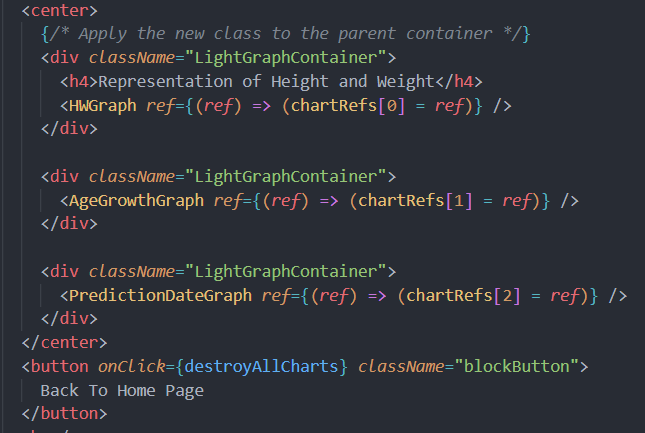 <center>
{/* Apply the new class to the parent container */}
<div className="LightGraphContainer">
<h4>Representation of Height and Weight</h4>
<HWGraph ref={(ref) => (chartRefs[0] = ref)} />
</div>
<div className="LightGraphContainer">
<AgeGrowthGraph ref={(ref) => (chartRefs[1] = ref)} />
</div>
<div className="LightGraphContainer">
<PredictionDateGraph ref={(ref) => (chartRefs[2] = ref)} />
</div>
</center>
<button onClick={destroyAllCharts} className="blockButton">
Back To Home Page
</button>